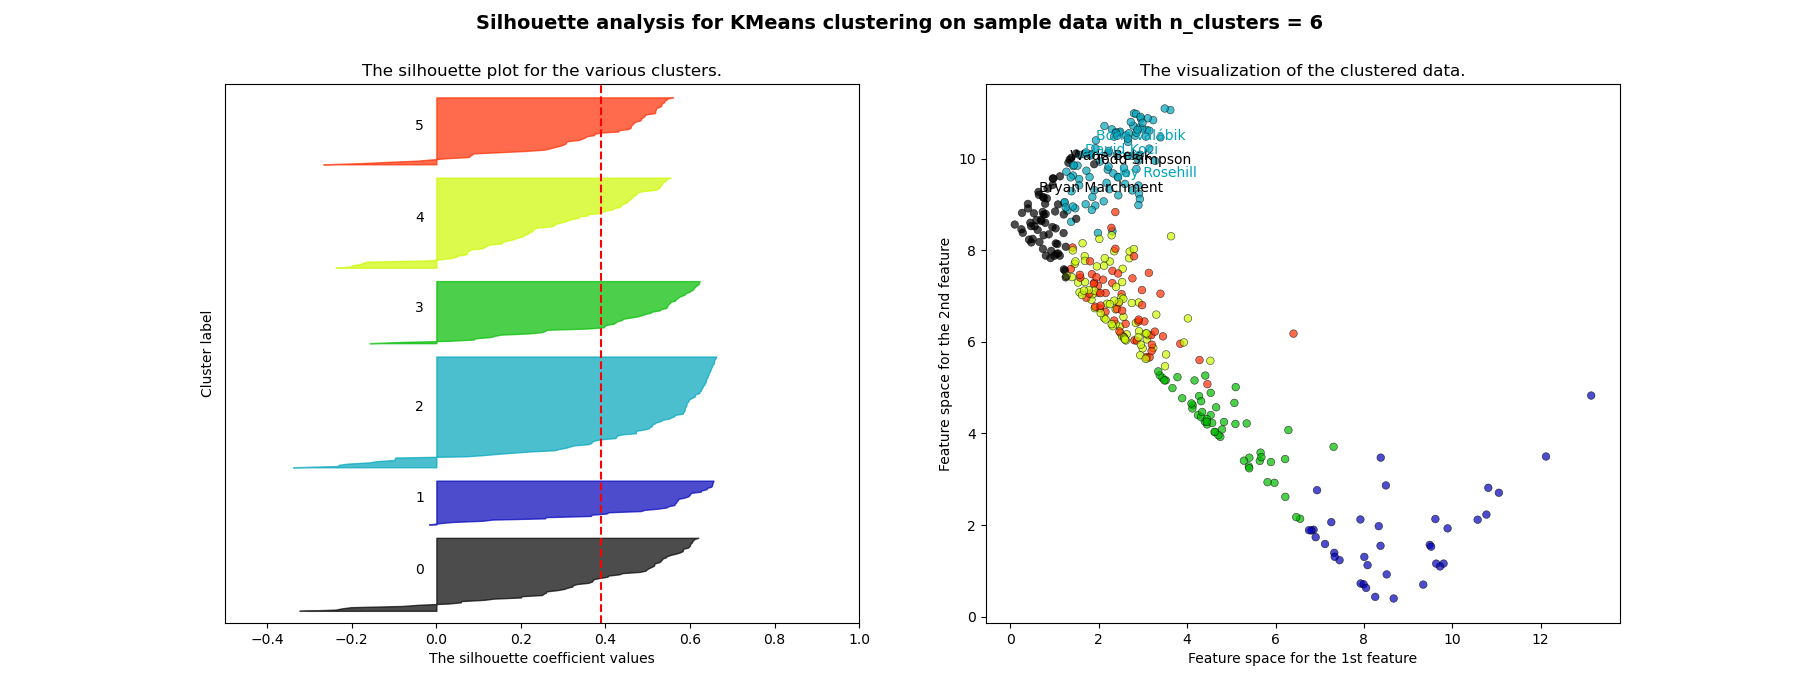 Silhouette analysis for KMeans clustering on sample data with n_clusters = 6
The silhouette plot for the various clusters.
5
4
3
2
1
0
Cluster label
−0.4 −0.2 0.0 0.2 0.4 0.6 0.8 1.0
The silhouette coefficient values
The visualization of the clustered data.
Wade Belak
Todd Simpson
Jay Rosehill
Bryan Marchment
10
8
6
4
2
0
Feature space for the 2nd feature
0 2 4 6 8 10 12
Feature space for the 1st feature